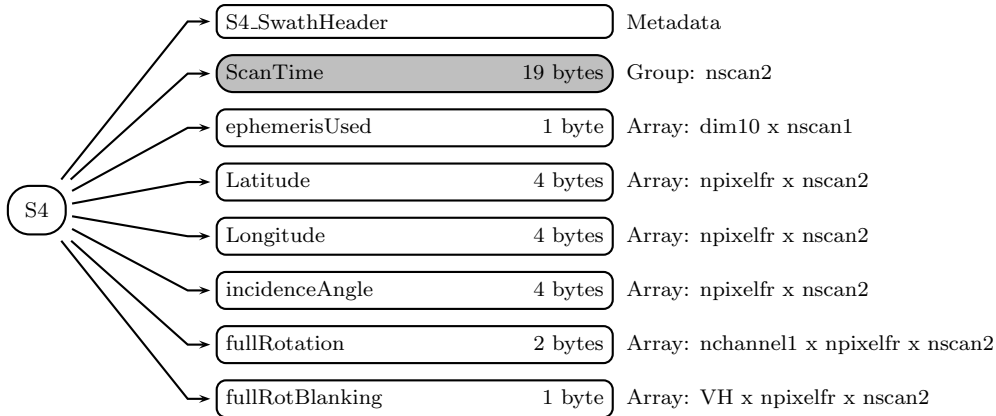 S4_SwathHeader Metadata
ScanTime 19 bytes Group: nscan2
ephemerisUsed 1 byte Array: dim10 x nscan1
Latitude 4 bytes Array: npixelfr x nscan2
S4
Longitude 4 bytes Array: npixelfr x nscan2
incidenceAngle 4 bytes Array: npixelfr x nscan2
fullRotation 2 bytes Array: nchannel1 x npixelfr x nscan2
fullRotBlanking 1 byte Array: VH x npixelfr x nscan2